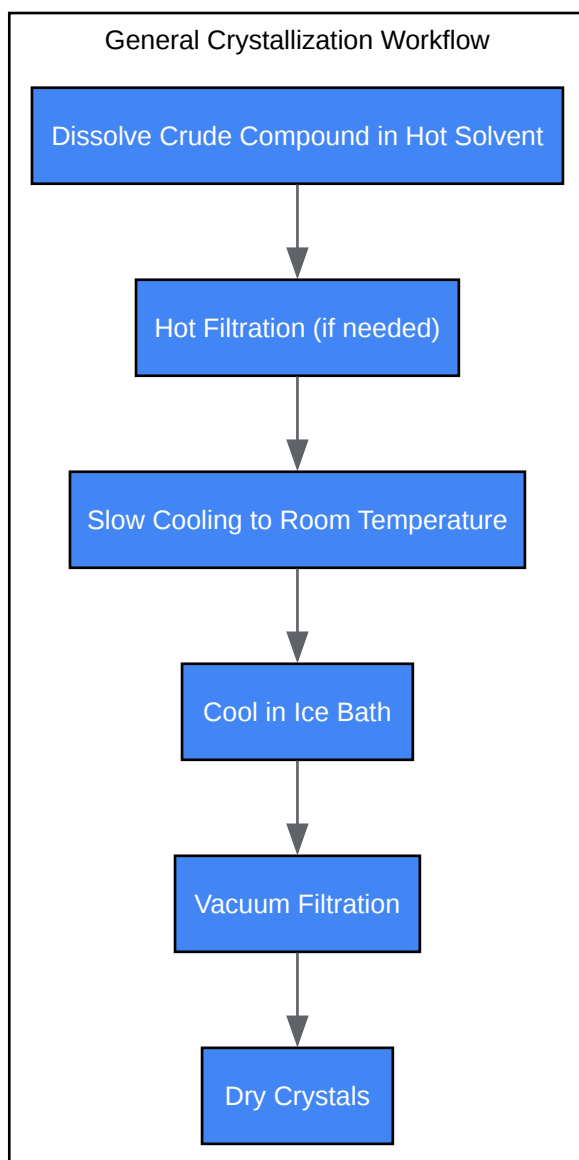 General Crystallization Workflow
Dissolve Crude Compound in Hot Solvent
Hot Filtration (if needed)
Slow Cooling to Room Temperature
Cool in Ice Bath
Vacuum Filtration
Dry Crystals